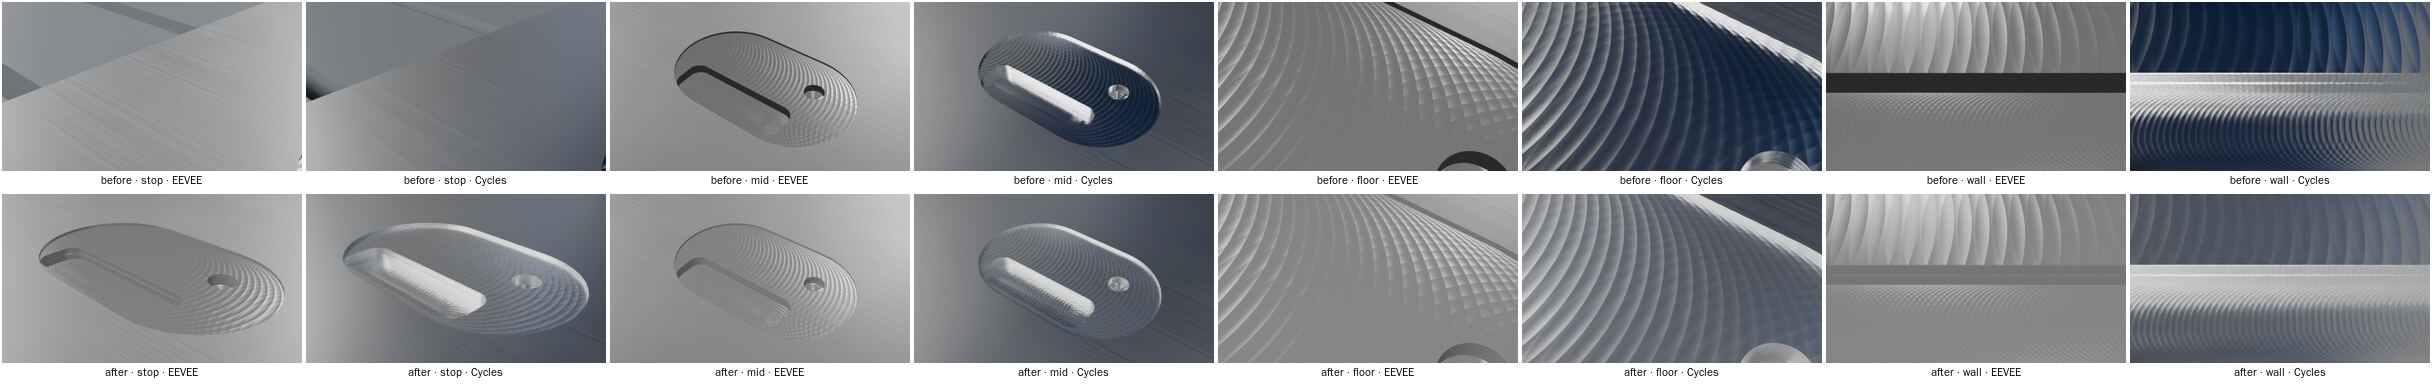 before · stop · EEVEE
before · stop · Cycles
before · mid · EEVEE
before · mid · Cycles
before · floor · EEVEE
before · floor · Cycles
before · wall · EEVEE
before · wall · Cycles
after · stop · EEVEE
after · stop · Cycles
after · mid · EEVEE
after · mid · Cycles
after · floor · EEVEE
after · floor · Cycles
after · wall · EEVEE
after · wall · Cycles